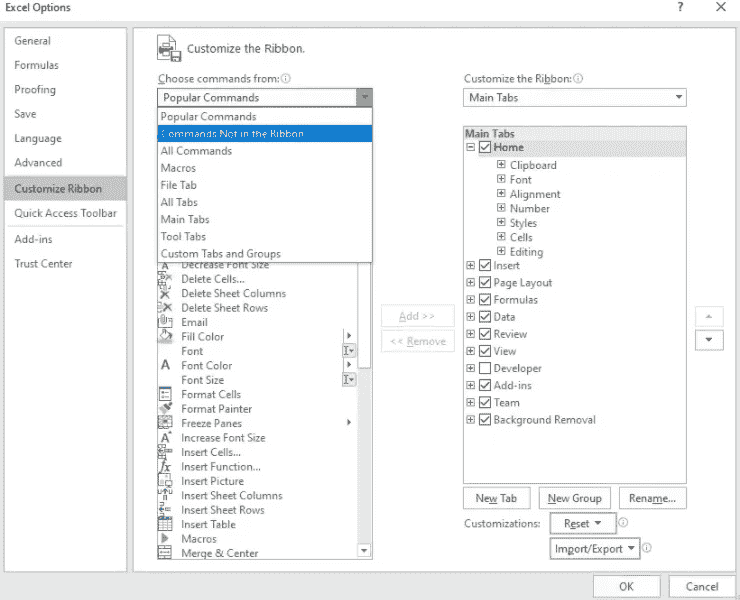 Excel Options
?
General
Formulas
Proofing
Save
Language
Advanced
Customize Ribbon
Quick Access Toolbar
Add-ins
Trust Center
Customize the Ribbon.
Choose commands from:
Popular Commands
Popular Commands
Commands Not in the Ribbon
All Commands
Macros
File Tab
All Tabs
Main Tabs
Tool Tabs
Custom Tabs and Groups
Decrease Font Size
Delete Cells...
Delete Sheet Columns
Delete Sheet Rows
Email
Fill Color
Font
Font Color
Font Size
Format Cells
Format Painter
Freeze Panes
Increase Font Size
Insert Cells...
Insert Function...
Insert Picture
Insert Sheet Columns
Insert Sheet Rows
Insert Table
Macros
Merge & Center
Add >>
<< Remove
Customize the Ribbon:
Main Tabs
Main Tabs
Home
Clipboard
Font
Alignment
Number
Styles
Cells
Editing
Insert
Page Layout
Formulas
Data
Review
View
Developer
Add-ins
Team
Background Removal
New Tab New Group Rename...
Customizations: Reset
Import/Export
OK Cancel